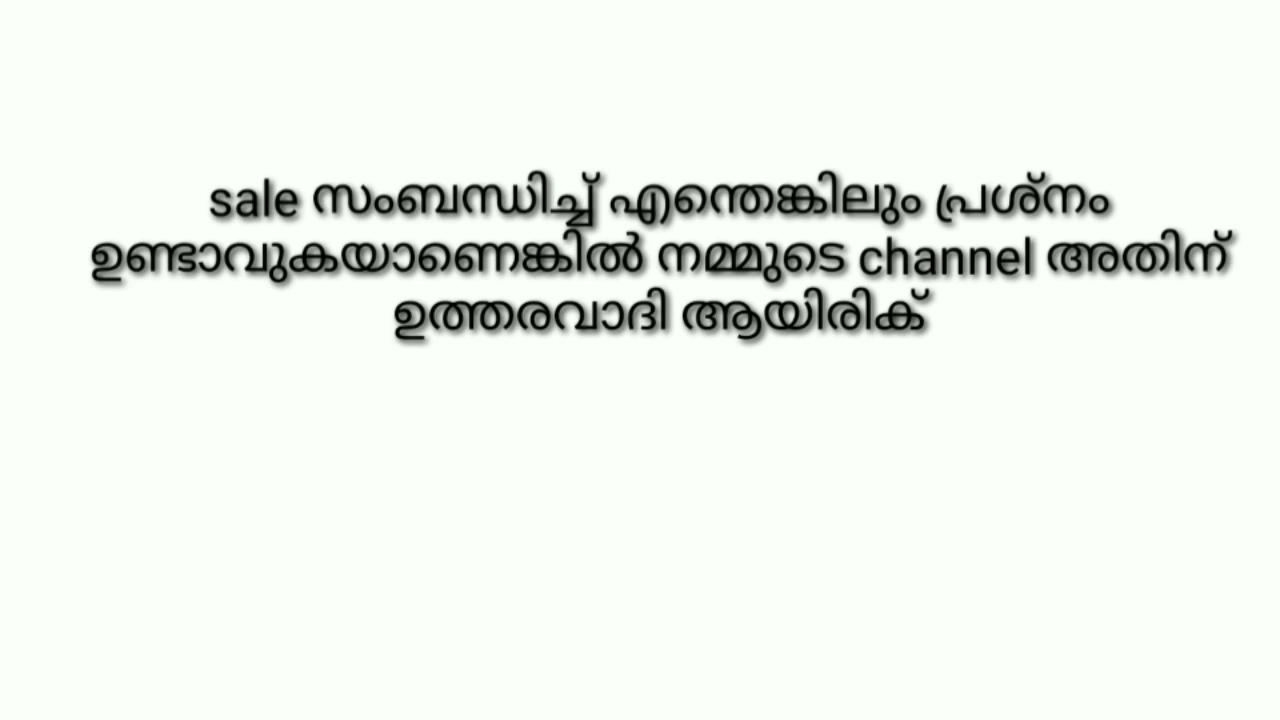 sale സംബന്ധിച്ച് എന്തെങ്കിലും പ്രശ്നം
ഉണ്ടാവുകയാണെങ്കിൽ നമ്മുടെ channel അതിന്
ഉത്തരവാദി ആയിരിക്